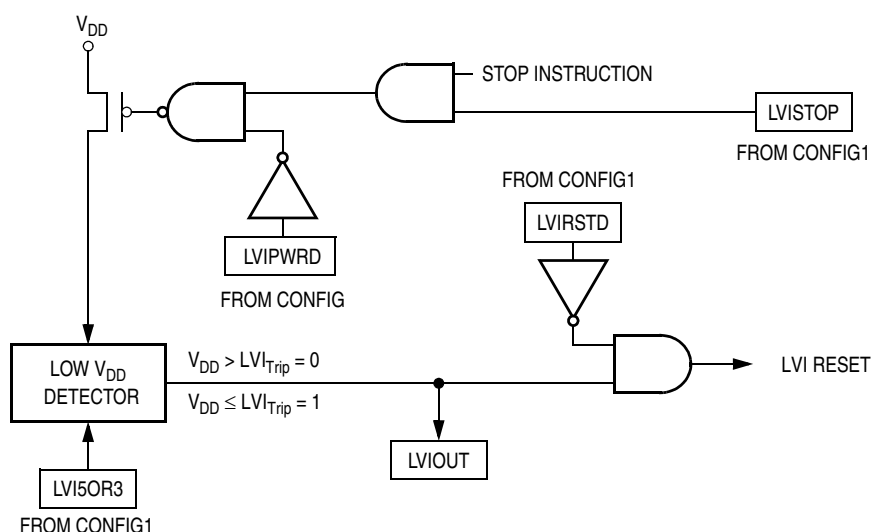 VDD
STOP INSTRUCTION
LVISTOP
FROM CONFIG1
FROM CONFIG1
LVIRSTD
LVIPWRD
FROM CONFIG
LOW VDD
DETECTOR
VDD > LVITrip = 0
VDD ≤ LVITrip = 1
LVI RESET
LVIOUT
LVI5OR3
FROM CONFIG1